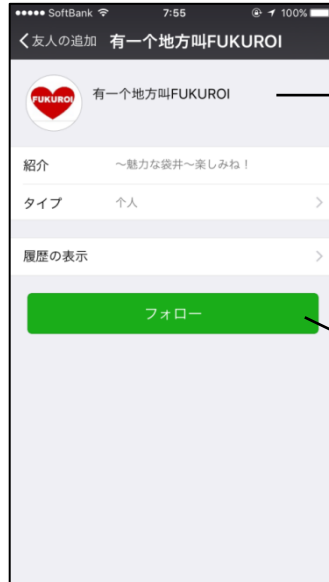 SoftBank 7:55 100%
友人の追加 有一个地方叫FUKUROI
FUKUROI
有一个地方叫FUKUROI
紹介 ～魅力な袋井～楽しみね！
タイプ 个人
履歴の表示
フォロー